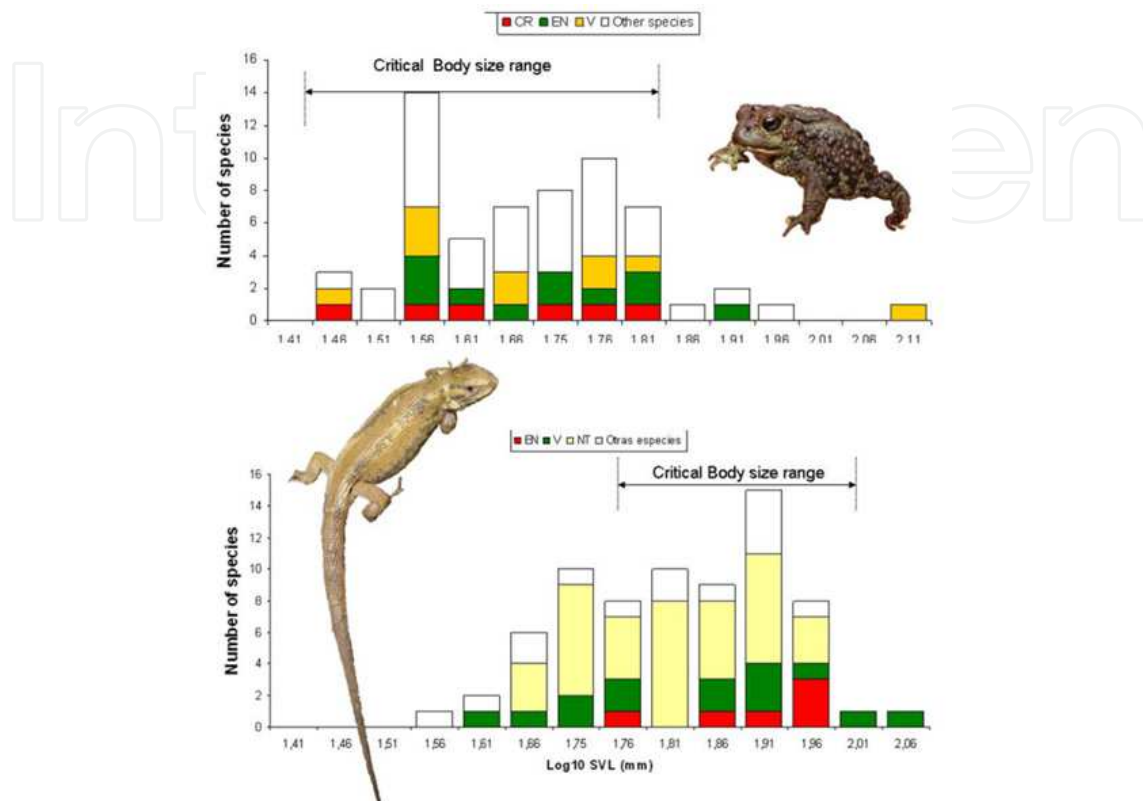 CR EN V Other species
Critical Body size range
Number of species
16
14
12
10
8
6
4
2
0
1,41 1,46 1,51 1,56 1,61 1,66 1,75 1,76 1,81 1,86 1,91 1,96 2,01 2,06 2,11
EN V NT Otras especies
Critical Body size range
Number of species
16
14
12
10
8
6
4
2
0
1,41 1,46 1,51 1,56 1,61 1,66 1,75 1,76 1,81 1,86 1,91 1,96 2,01 2,06
Log10 SVL (mm)